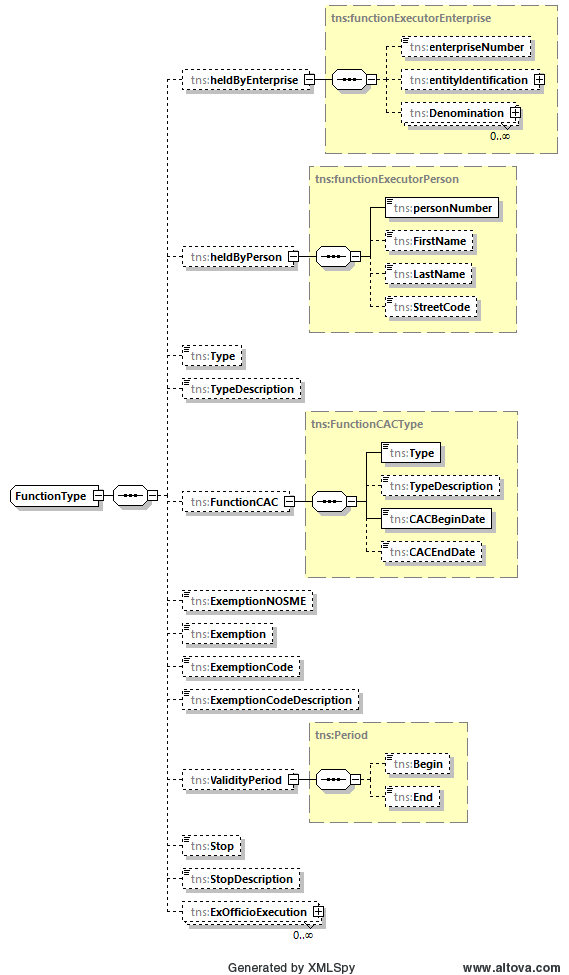 tns:functionExecutorEnterprise
tns:enterpriseNumber
tns:heldByEnterprise
tns:entityIdentification
tns:Denomination
0..∞
tns:functionExecutorPerson
tns:personNumber
tns:FirstName
tns:heldByPerson
tns:LastName
tns:StreetCode
tns:Type
tns:TypeDescription
tns:FunctionCACType
tns:Type
tns:TypeDescription
FunctionType
tns:FunctionCAC
tns:CACBeginDate
tns:CACEndDate
tns:ExemptionNOSME
tns:Exemption
tns:ExemptionCode
tns:ExemptionCodeDescription
tns:Period
tns:Begin
tns:ValidityPeriod
tns:End
tns:Stop
tns:StopDescription
tns:ExOfficioExecution
0..∞
Generated by XMLSpy
www.altova.com